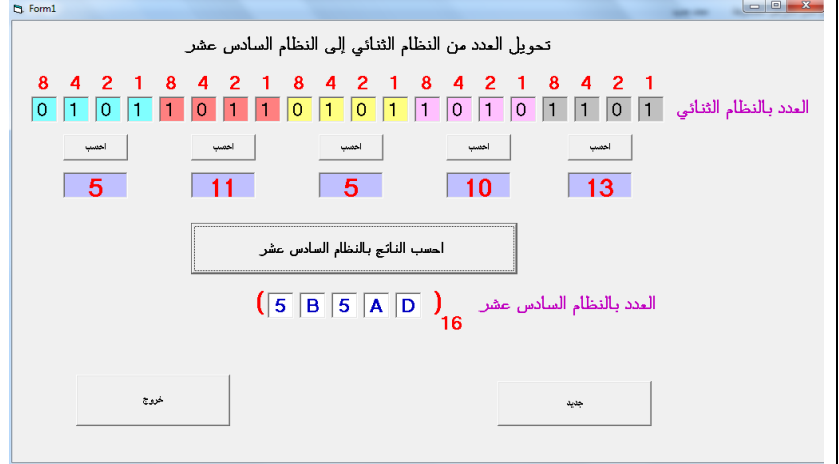 Form1
تحويل العدد من النظام الثنائي إلى النظام السادس عشر
8 4 2 1 8 4 2 1 8 4 2 1 8 4 2 1 8 4 2 1
العدد بالنظام الثنائي 0 1 0 1 1 0 1 1 0 1 0 1 1 0 1 0 1 1 0 1
احسب احسب احسب احسب احسب
5 11 5 10 13
احسب الناتج بالنظام السادس عشر
العدد بالنظام السادس عشر (5 B 5 A D)16
خروج جديد